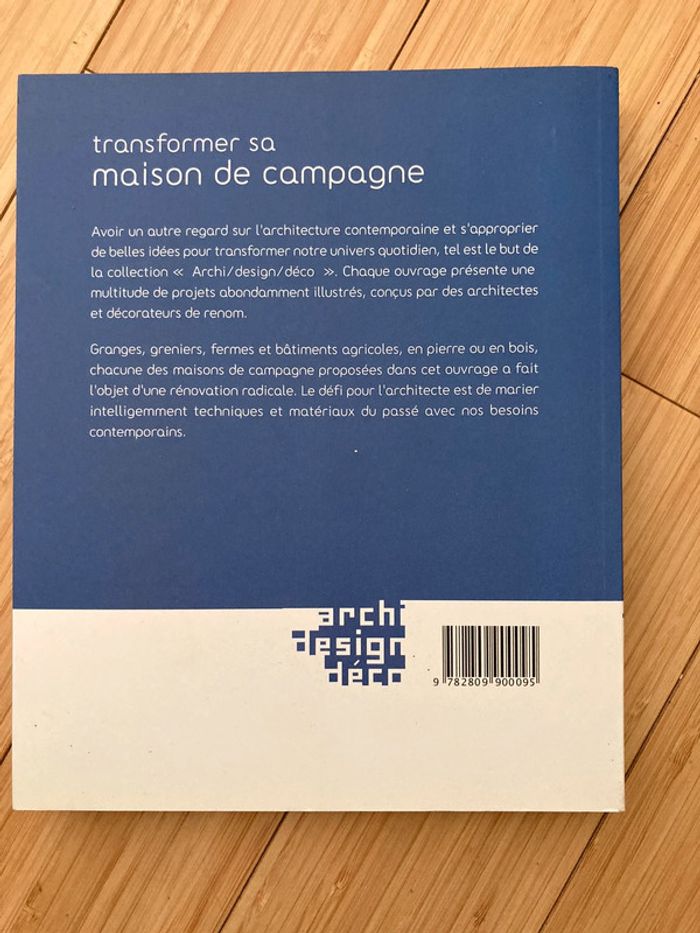 transformer sa
maison de campagne
Avoir un autre regard sur l'architecture contemporaine et s'approprier
de belles idées pour transformer notre univers quotidien, tel est le but de
la collection « Archi/design/déco ». Chaque ouvrage présente une
multitude de projets abondamment illustrés, conçus par des architectes
et décorateurs de renom.
Granges, greniers, fermes et bâtiments agricoles, en pierre ou en bois,
chacune des maisons de campagne proposées dans cet ouvrage a fait
l'objet d'une rénovation radicale. Le défi pour l'architecte est de marier
intelligemment techniques et matériaux du passé avec nos besoins
contemporains.
archi
design
déco
9 782809 900095